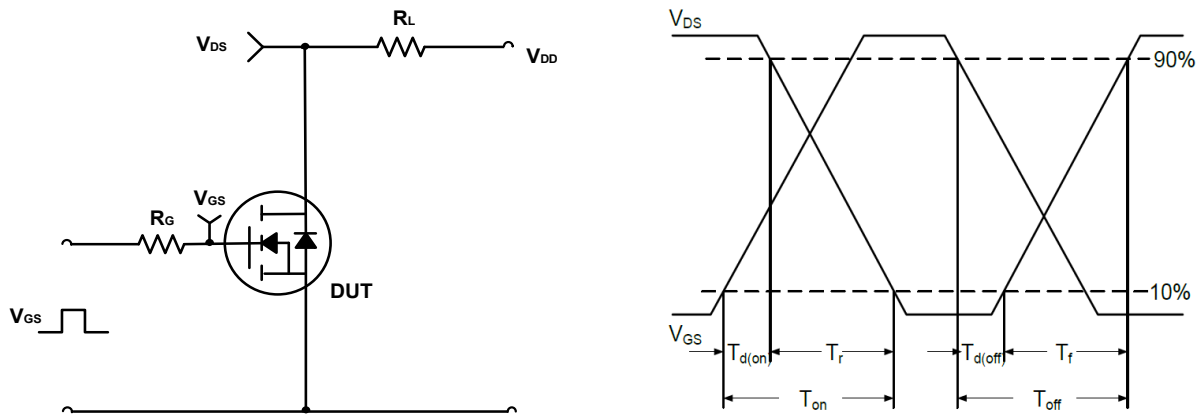 RL
VDS
VDD
VGS
RG
DUT
VGS
VDS
90%
10%
VGS
Td(on)
Tr
Td(off)
Tf
Ton
Toff